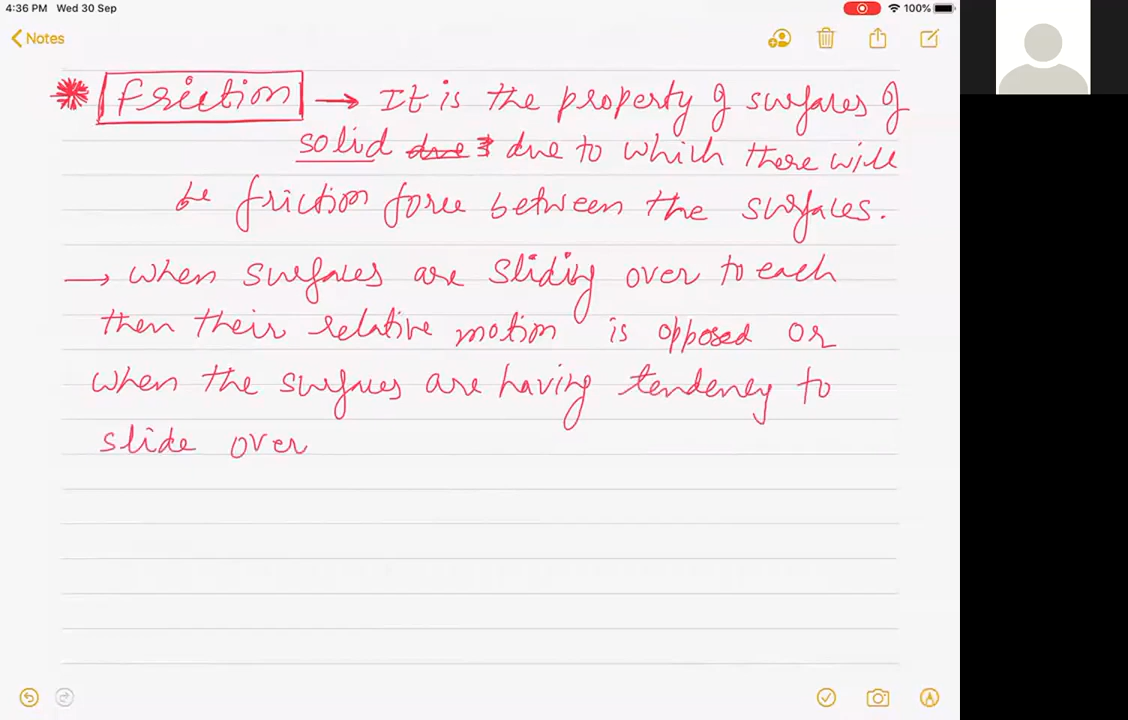 4:36 PM Wed 30 Sep
100%
Notes
Friction → It is the property of surfaces of
solid due to which there will
be friction force between the surfaces.
→ when surfaces are sliding over to each
then their relative motion is opposed or
when the surfaces are having tendency to
slide over